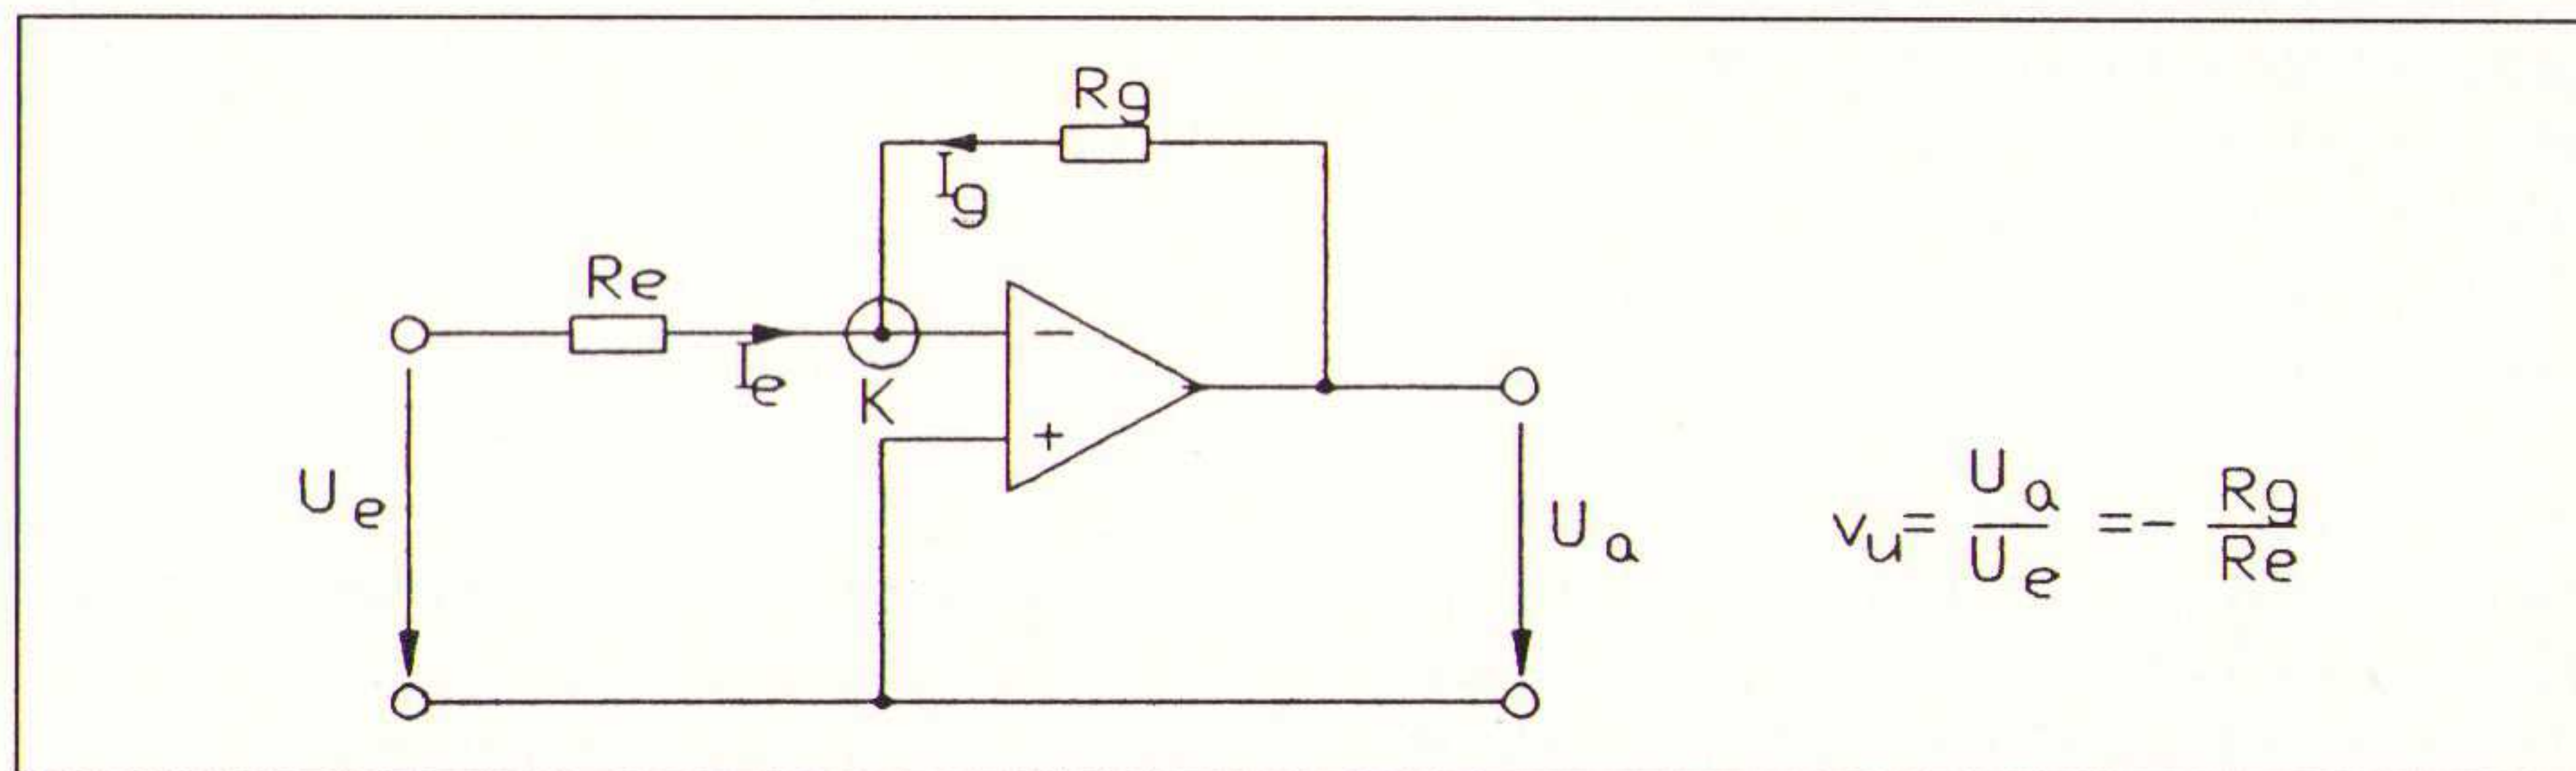 Rg
Ig
Re
Ie
K
−
+
Ue
Ua
vu = Ua/Ue = − Rg/Re